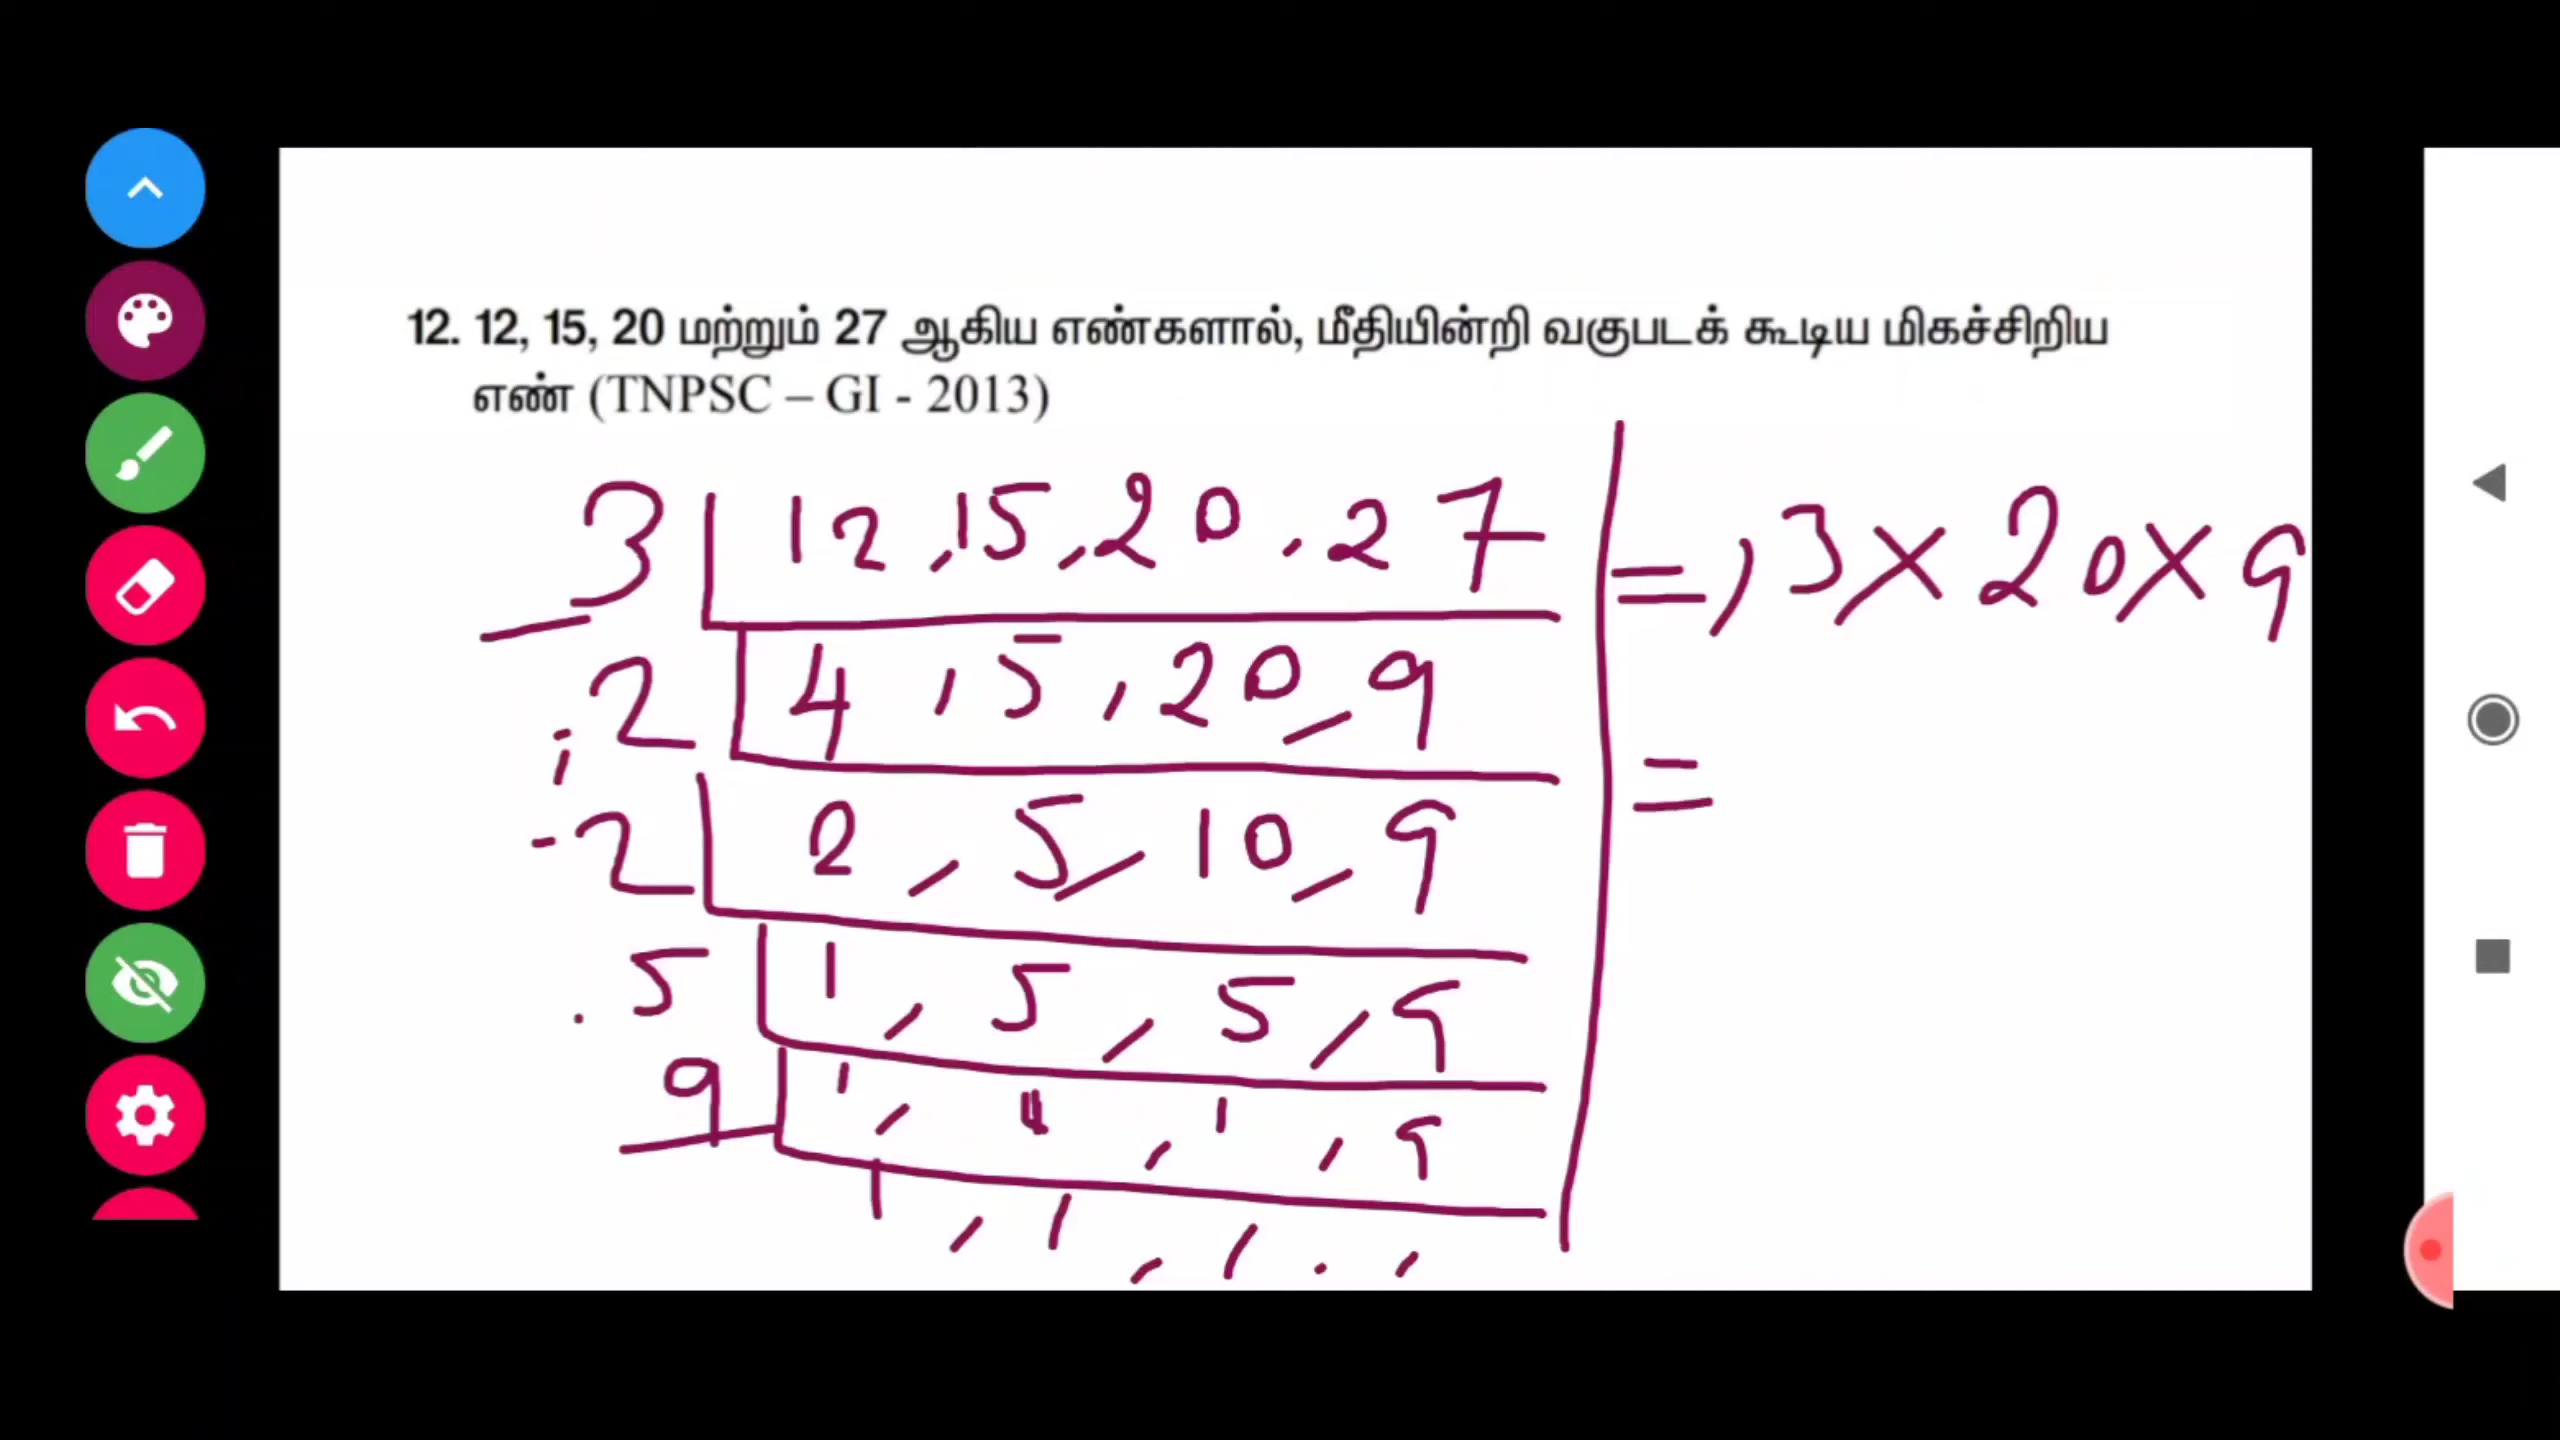 12. 12, 15, 20 மற்றும் 27 ஆகிய எண்களால், மீதியின்றி வகுபடக் கூடிய மிகச்சிறிய
எண் (TNPSC – GI - 2013)
3 | 12, 15, 20, 27
2 | 4, 5, 20, 9
2 | 2, 5, 10, 9
5 | 1, 5, 5, 9
9 | 1, 1, 1, 9
1, 1, 1,
= , 3 × 20 × 9
=